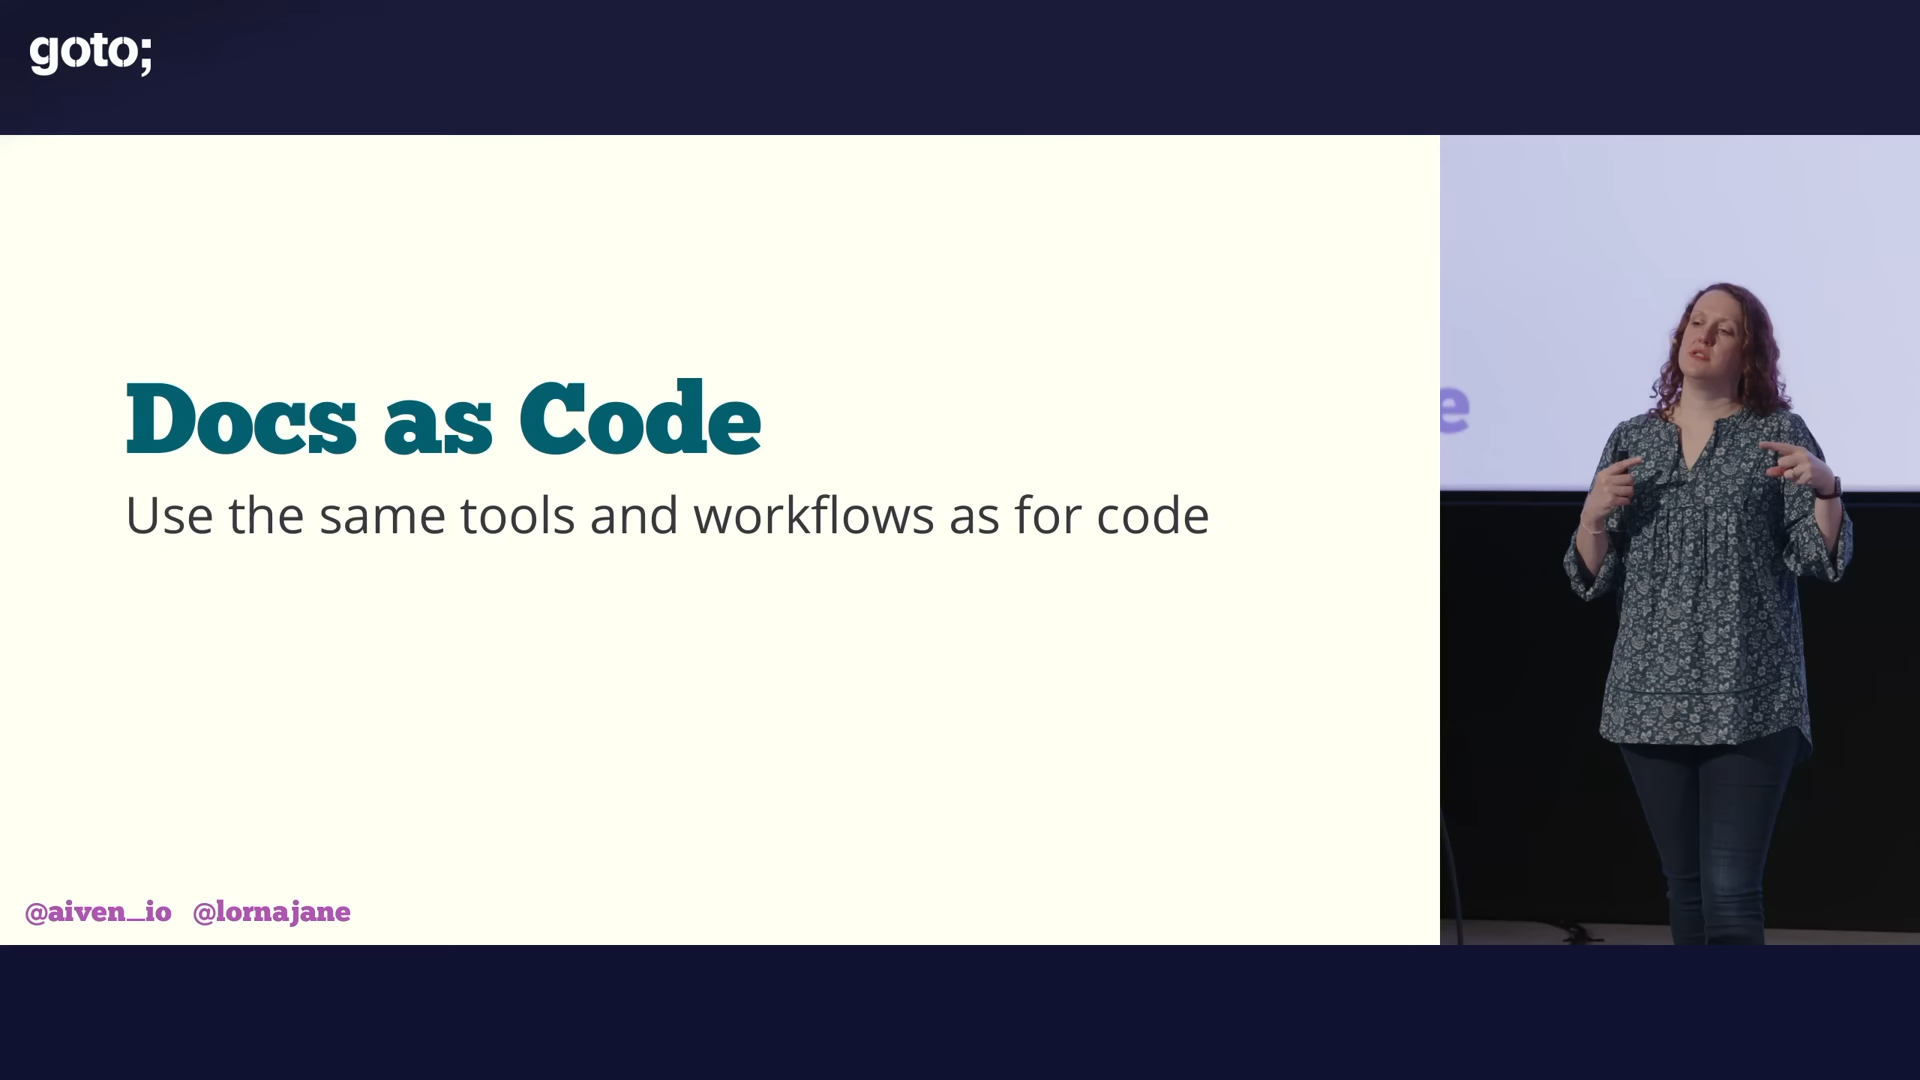 goto;
Docs as Code
Use the same tools and workflows as for code
@aiven_io @lornajane
e